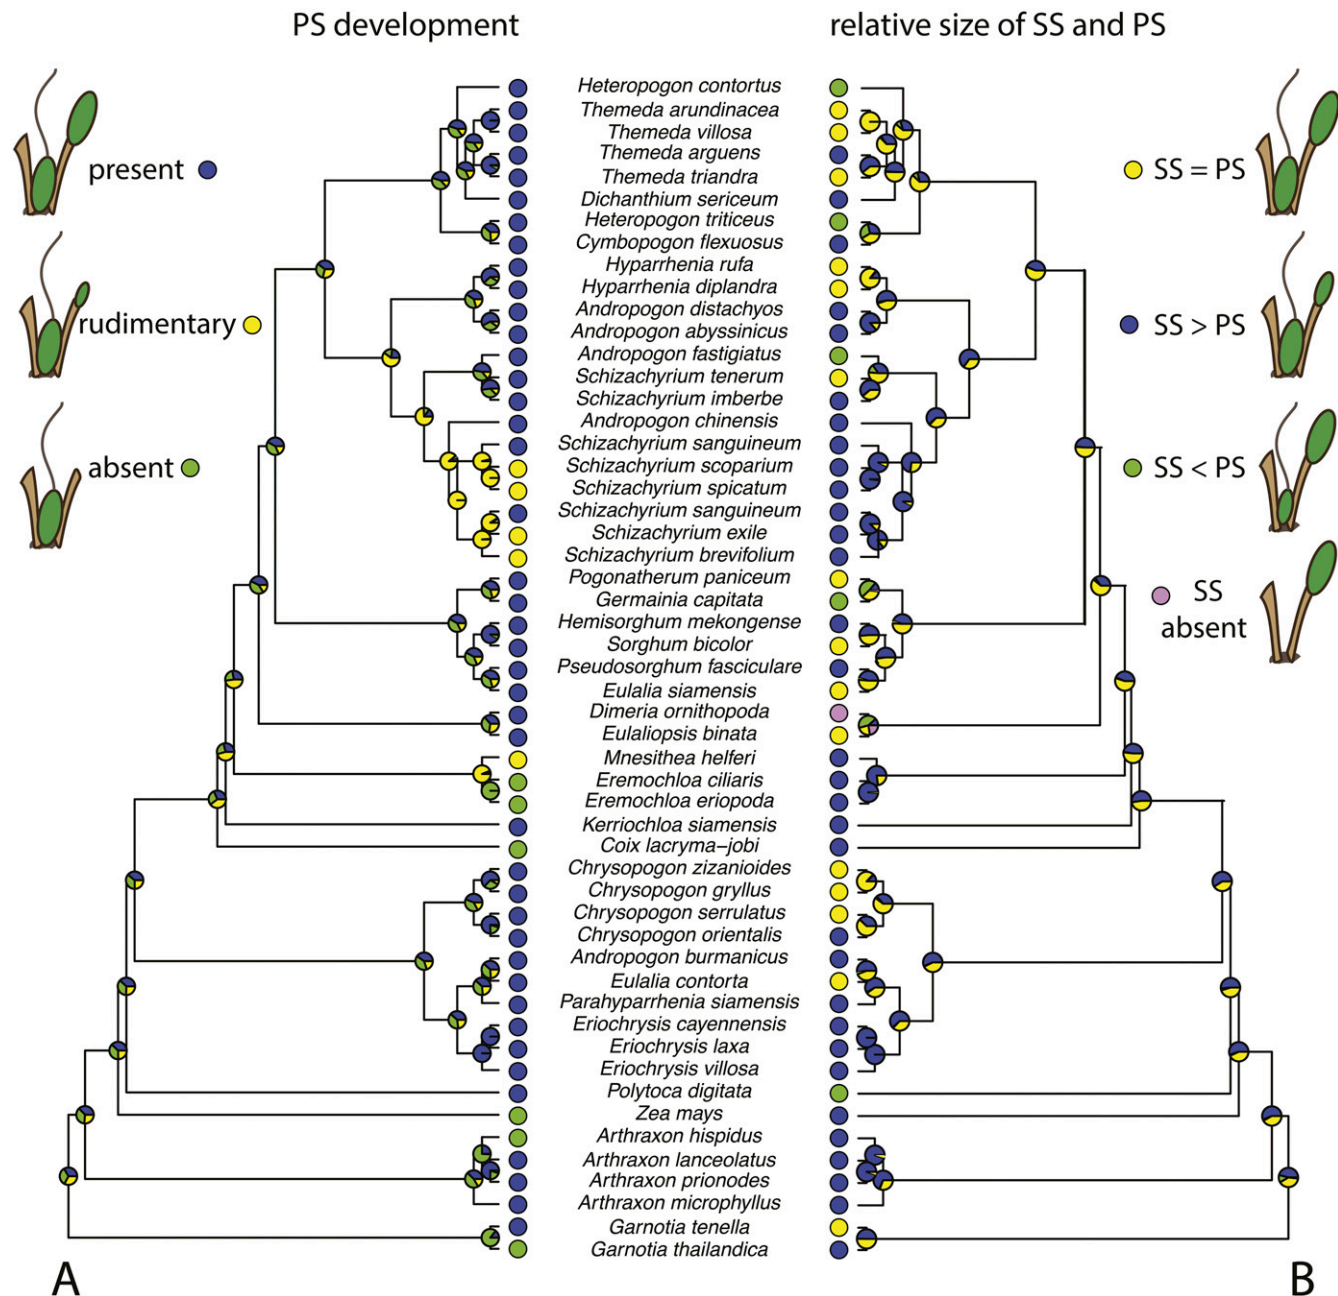 PS development
relative size of SS and PS
present
rudimentary
absent
Heteropogon contortus
Themeda arundinacea
Themeda villosa
Themeda arguens
Themeda triandra
Dichanthium sericeum
Heteropogon triticeus
Cymbopogon flexuosus
Hyparrhenia rufa
Hyparrhenia diplandra
Andropogon distachyos
Andropogon abyssinicus
Andropogon fastigiatus
Schizachyrium tenerum
Schizachyrium imberbe
Andropogon chinensis
Schizachyrium sanguineum
Schizachyrium scoparium
Schizachyrium spicatum
Schizachyrium sanguineum
Schizachyrium exile
Schizachyrium brevifolium
Pogonatherum paniceum
Germainia capitata
Hemisorghum mekongense
Sorghum bicolor
Pseudosorghum fasciculare
Eulalia siamensis
Dimeria ornithopoda
Eulaliopsis binata
Mnesithea helferi
Eremochloa ciliaris
Eremochloa eriopoda
Kerriochloa siamensis
Coix lacryma−jobi
Chrysopogon zizanioides
Chrysopogon gryllus
Chrysopogon serrulatus
Chrysopogon orientalis
Andropogon burmanicus
Eulalia contorta
Parahyparrhenia siamensis
Eriochrysis cayennensis
Eriochrysis laxa
Eriochrysis villosa
Polytoca digitata
Zea mays
Arthraxon hispidus
Arthraxon lanceolatus
Arthraxon prionodes
Arthraxon microphyllus
Garnotia tenella
Garnotia thailandica
SS = PS
SS > PS
SS < PS
SS
absent
A
B